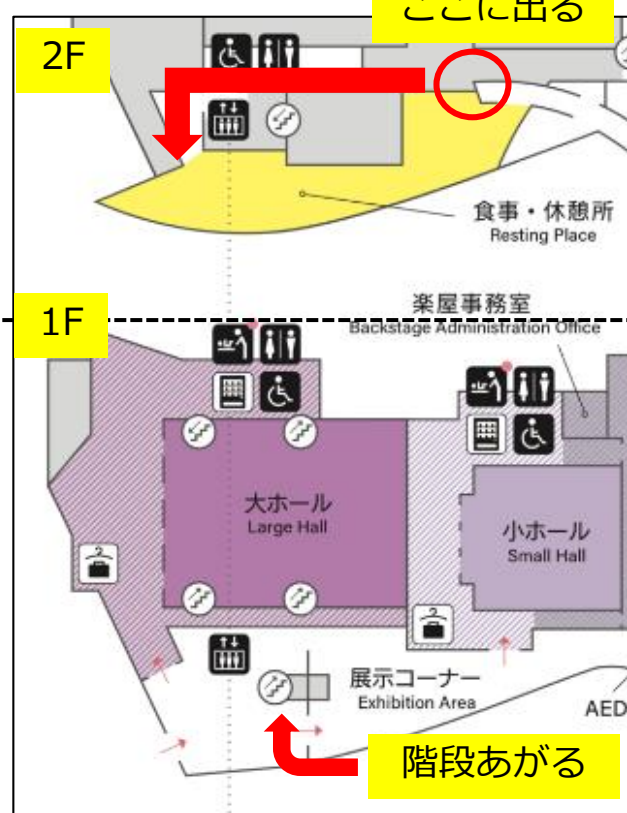 ここに出る
2F
食事・休憩所
Resting Place
楽屋事務室
Backstage Administration Office
1F
大ホール
Large Hall
小ホール
Small Hall
展示コーナー
Exhibition Area
AED
階段あがる